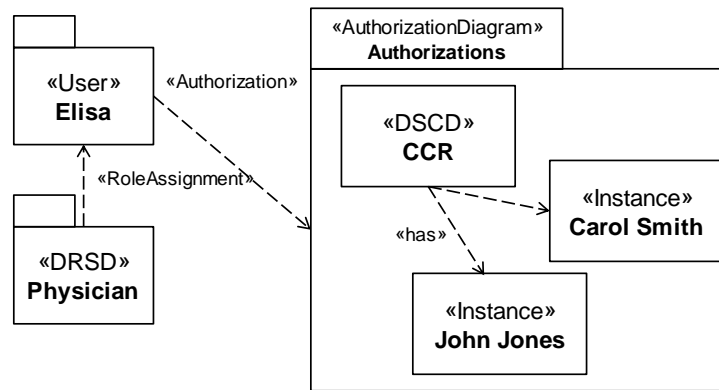 «AuthorizationDiagram»
Authorizations
«User»
Elisa
«Authorization»
«DSCD»
CCR
«RoleAssignment»
«Instance»
Carol Smith
«has»
«DRSD»
Physician
«Instance»
John Jones